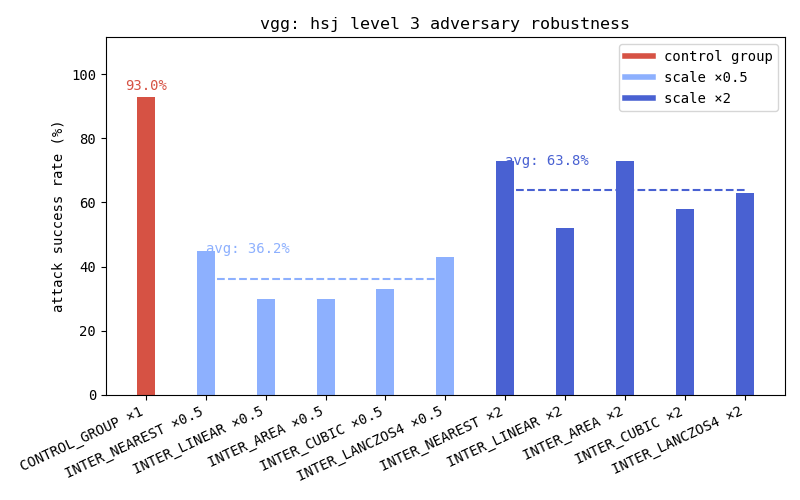 vgg: hsj level 3 adversary robustness
attack success rate (%)
100
80
60
40
20
0
control group
scale ×0.5
scale ×2
93.0%
avg: 36.2%
avg: 63.8%
CONTROL_GROUP ×1
INTER_NEAREST ×0.5
INTER_LINEAR ×0.5
INTER_AREA ×0.5
INTER_CUBIC ×0.5
INTER_LANCZOS4 ×0.5
INTER_NEAREST ×2
INTER_LINEAR ×2
INTER_AREA ×2
INTER_CUBIC ×2
INTER_LANCZOS4 ×2